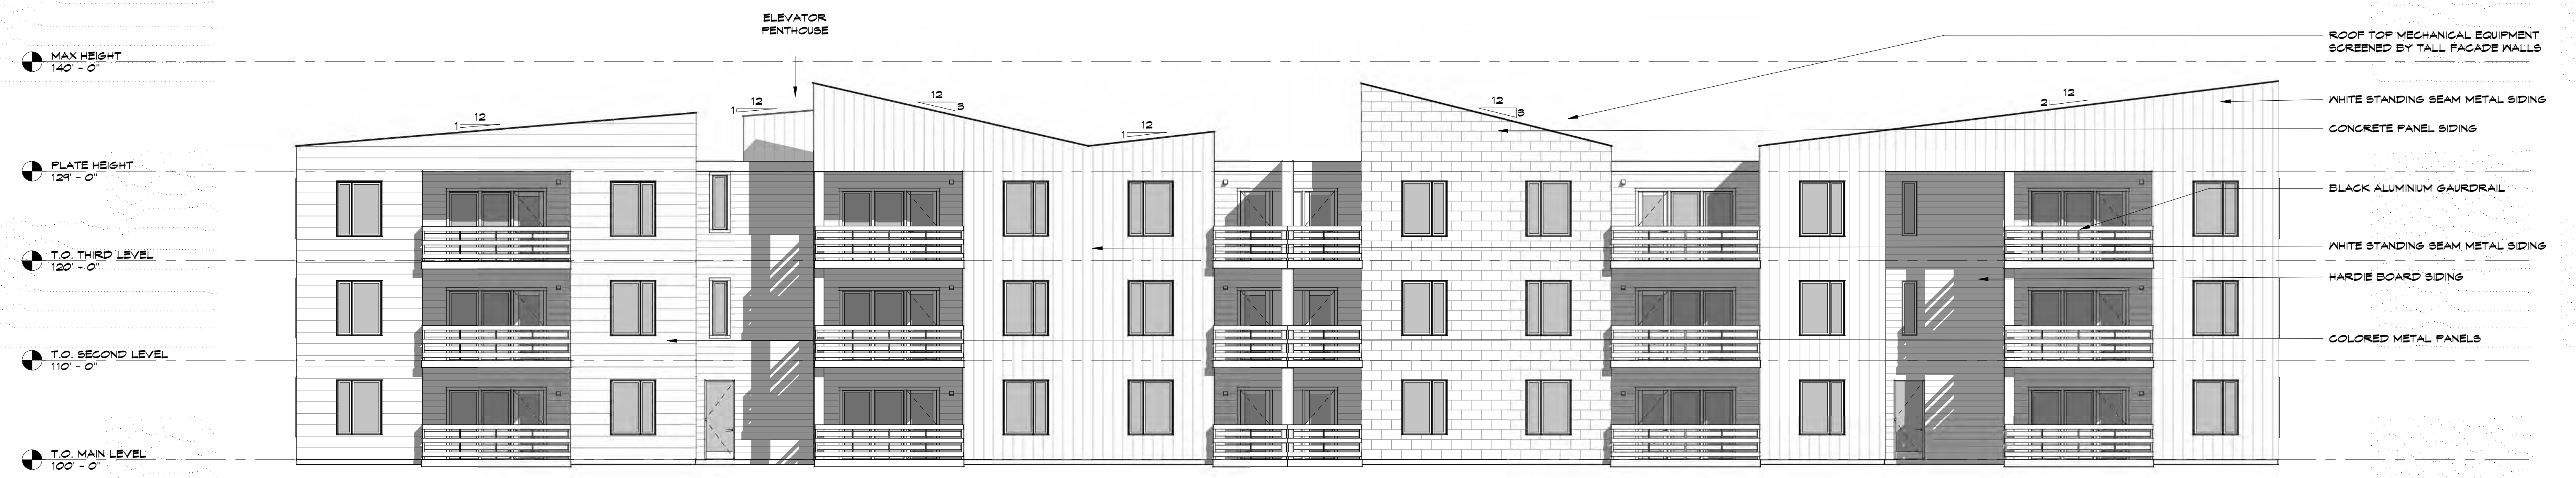 ELEVATOR
PENTHOUSE
MAX HEIGHT
140' - 0"
PLATE HEIGHT
129' - 0"
T.O. THIRD LEVEL
120' - 0"
T.O. SECOND LEVEL
110' - 0"
T.O. MAIN LEVEL
100' - 0"
12
1
12
1
12
3
12
1
12
3
12
2
ROOF TOP MECHANICAL EQUIPMENT
SCREENED BY TALL FACADE WALLS
WHITE STANDING SEAM METAL SIDING
CONCRETE PANEL SIDING
BLACK ALUMINIUM GAURDRAIL
WHITE STANDING SEAM METAL SIDING
HARDIE BOARD SIDING
COLORED METAL PANELS